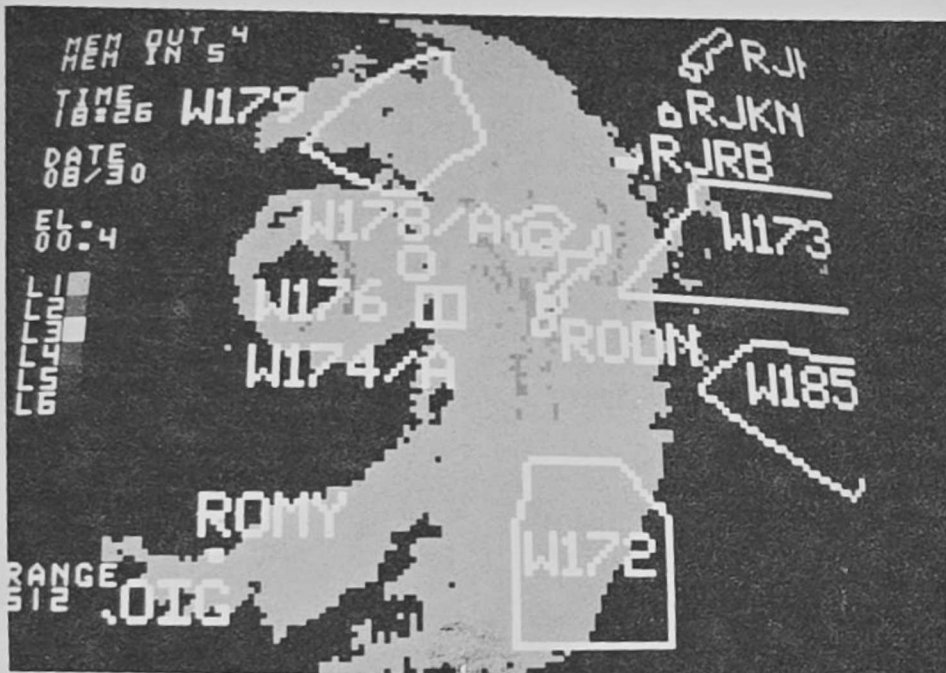 MEM OUT 4
MEM IN 5
TIME
18:26
DATE
08/30
EL:
00.4
L1
L2
L3
L4
L5
L6
RANGE
512
W179
RJKN
RJRB
W178/A
W173
W176
RODN
W174/A
W185
ROMY
W172
OIG